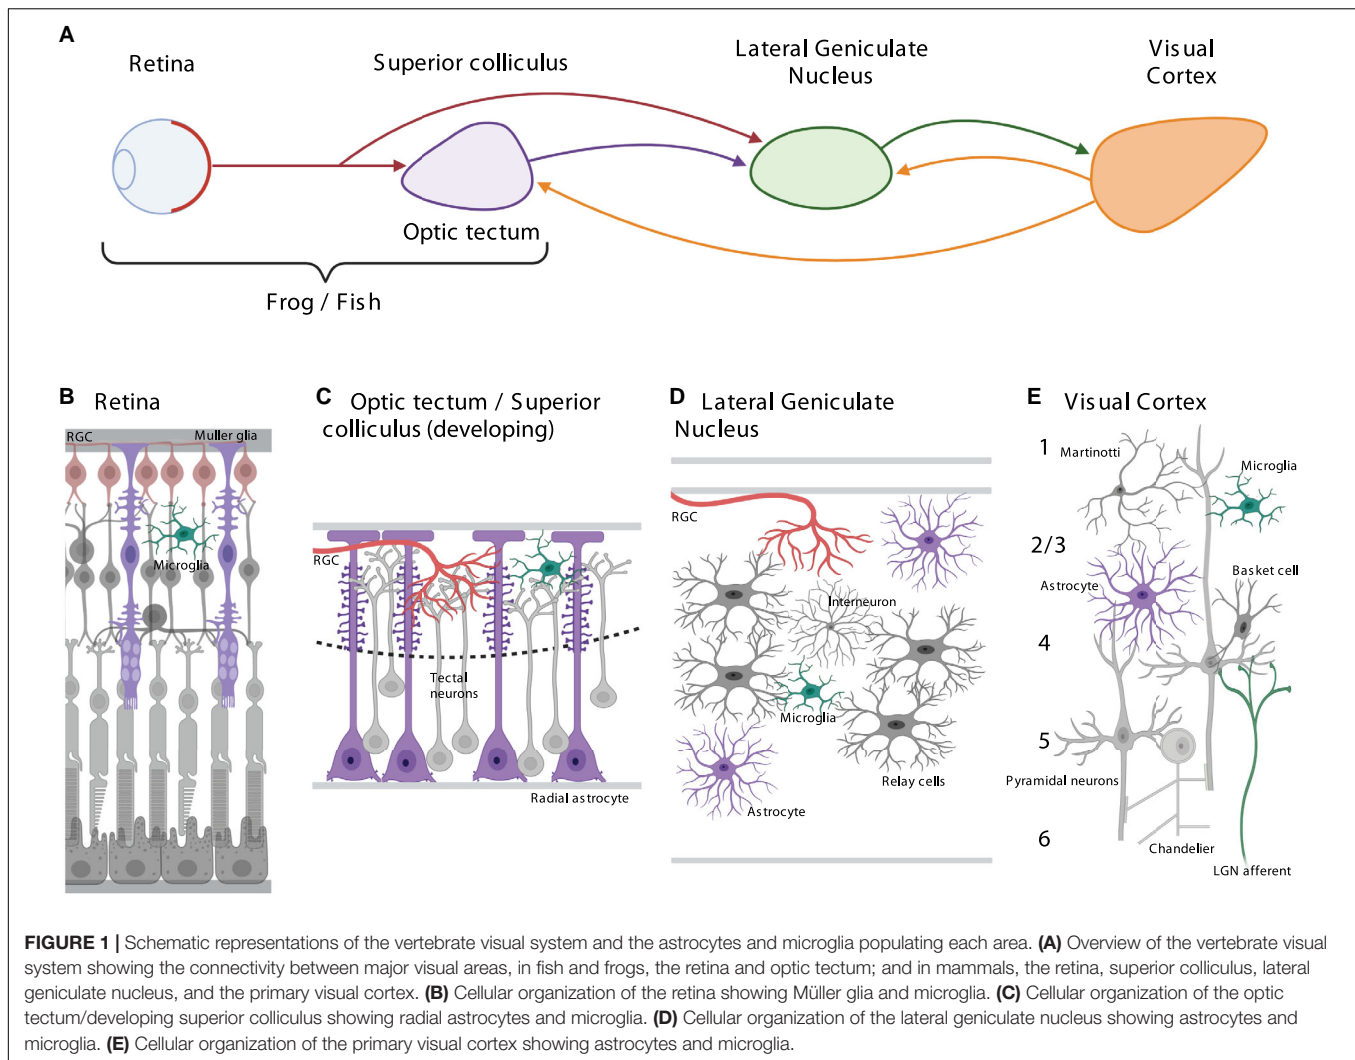 A
Retina
Superior colliculus
Lateral Geniculate
Nucleus
Visual
Cortex
Optic tectum
Frog / Fish
B Retina
RGC
Muller glia
Microglia
C Optic tectum / Superior
colliculus (developing)
RGC
Tectal
neurons
Radial astrocyte
D Lateral Geniculate
Nucleus
RGC
Interneuron
Microglia
Relay cells
Astrocyte
E Visual Cortex
1
Martinotti
Microglia
2/3
Astrocyte
Basket cell
4
5
Pyramidal neurons
6
Chandelier
LGN afferent
FIGURE 1 | Schematic representations of the vertebrate visual system and the astrocytes and microglia populating each area. (A) Overview of the vertebrate visual
system showing the connectivity between major visual areas, in fish and frogs, the retina and optic tectum; and in mammals, the retina, superior colliculus, lateral
geniculate nucleus, and the primary visual cortex. (B) Cellular organization of the retina showing Müller glia and microglia. (C) Cellular organization of the optic
tectum/developing superior colliculus showing radial astrocytes and microglia. (D) Cellular organization of the lateral geniculate nucleus showing astrocytes and
microglia. (E) Cellular organization of the primary visual cortex showing astrocytes and microglia.